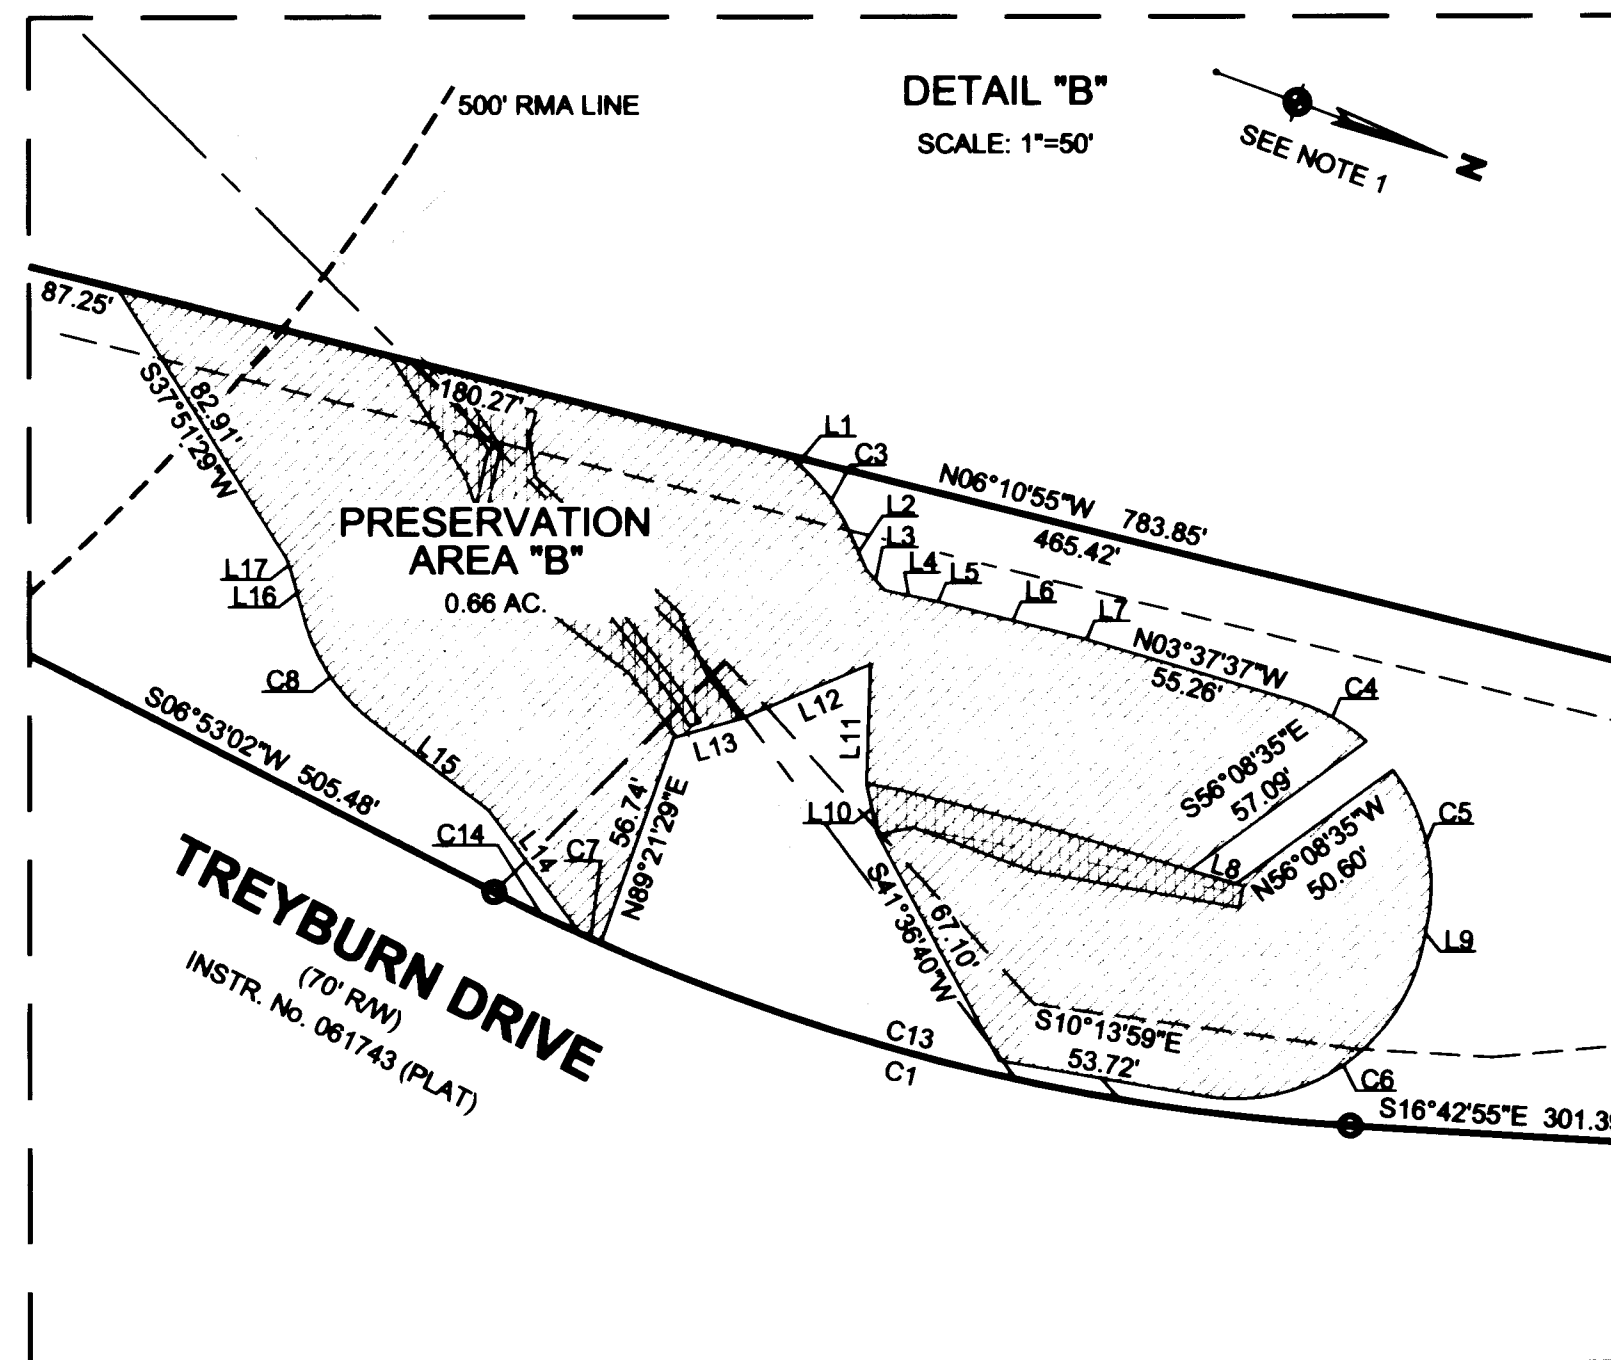 DETAIL "B"
SCALE: 1"=50'
500' RMA LINE
SEE NOTE 1
N
87.25'
180.27'
L1
C3
N06°10'55"W 783.85'
465.42'
S37°51'29"W
82.91'
L2
L3
L4
L5
L6
L7
PRESERVATION
AREA "B"
0.66 AC.
N03°37'37"W
55.26'
L17
L16
C4
C8
S06°53'02"W 505.48'
L15
L12
L13
L11
S56°08'35"E
57.09'
L10
C5
L8
N56°08'35"W
50.60'
C14
L14
C7
56.74'
N89°21'29"E
S41°36'40"W
67.10'
L9
TREYBURN DRIVE
(70' R/W)
INSTR. No. 061743 (PLAT)
S10°13'59"E
53.72'
C13
C1
C6
S16°42'55"E 301.39